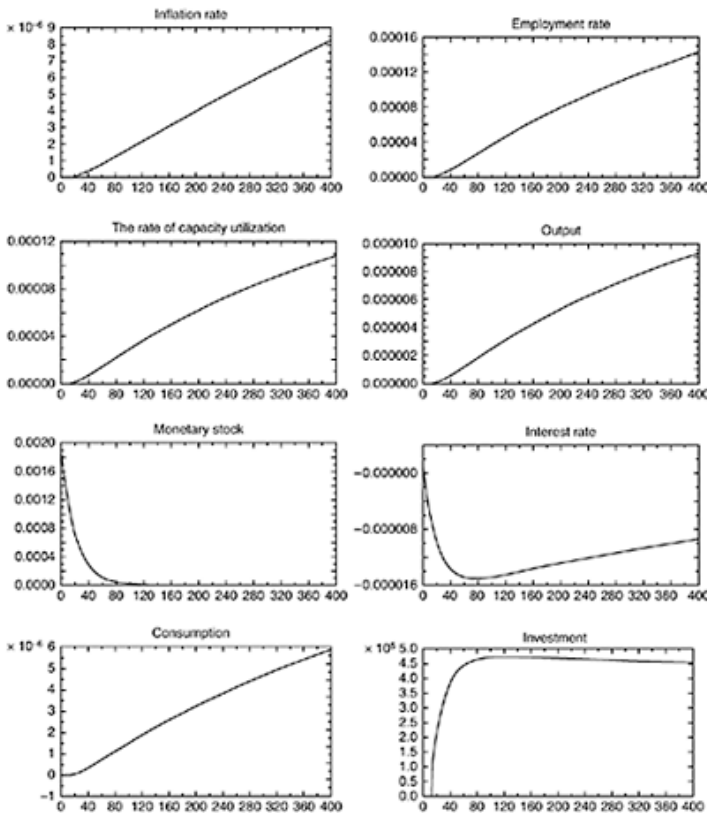 Inflation rate
× 10⁻⁶ 9
8
7
6
5
4
3
2
1
0
0 40 80 120 160 200 240 280 320 360 400
Employment rate
0.00016
0.00012
0.00008
0.00004
0.00000
0 40 80 120 160 200 240 280 320 360 400
The rate of capacity utilization
0.00012
0.00008
0.00004
0.00000
0 40 80 120 160 200 240 280 320 360 400
Output
0.000010
0.000008
0.000006
0.000004
0.000002
0.000000
0 40 80 120 160 200 240 280 320 360 400
Monetary stock
0.0020
0.0016
0.0012
0.0008
0.0004
0.0000
0 40 80 120 160 200 240 280 320 360 400
Interest rate
−0.000000
−0.000008
−0.000016
0 40 80 120 160 200 240 280 320 360 400
Consumption
× 10⁻⁶ 6
5
4
3
2
1
0
−1
0 40 80 120 160 200 240 280 320 360 400
Investment
× 10⁵ 5.0
4.5
4.0
3.5
3.0
2.5
2.0
1.5
1.0
0.5
0.0
0 40 80 120 160 200 240 280 320 360 400